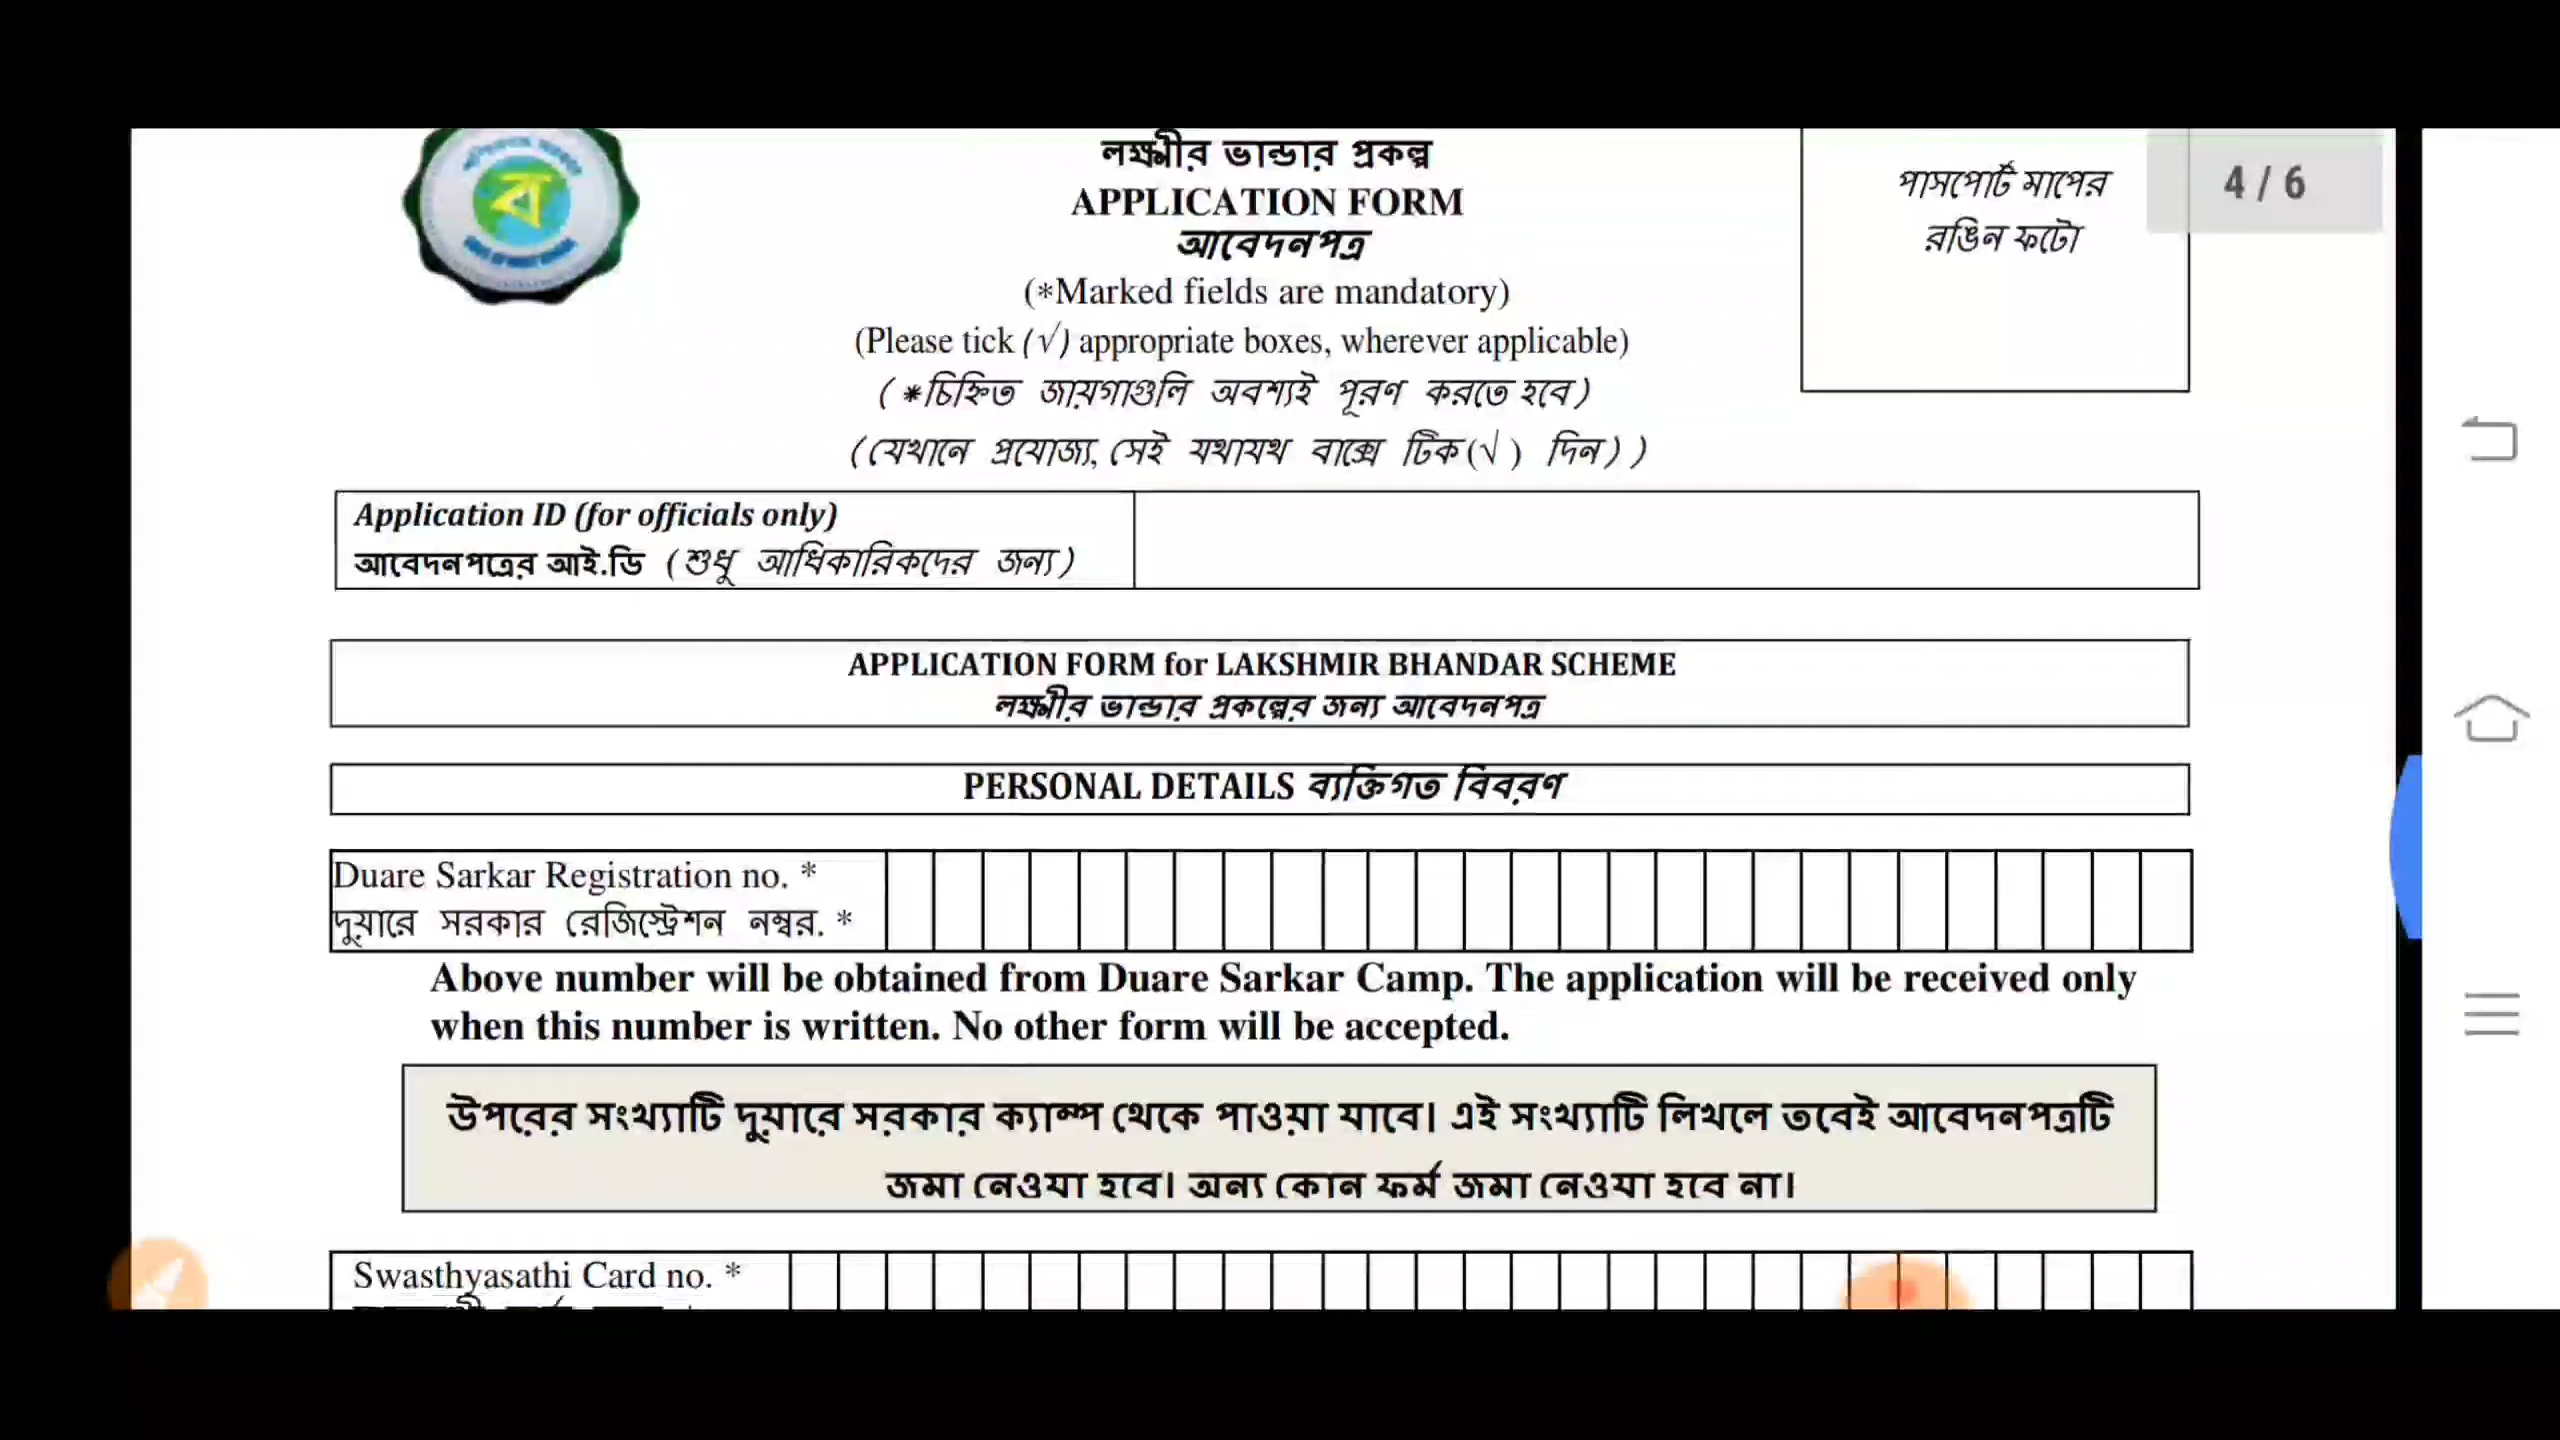 লক্ষ্মীর ভান্ডার প্রকল্প
APPLICATION FORM
আবেদনপত্র
(*Marked fields are mandatory)
(Please tick (√) appropriate boxes, wherever applicable)
( *চিহ্নিত জায়গাগুলি অবশ্যই পূরণ করতে হবে)
(যেখানে প্রযোজ্য, সেই যথাযথ বাক্সে টিক(√ ) দিন) )
পাসপোর্ট মাপের
রঙিন ফটো
4 / 6
Application ID (for officials only)
আবেদনপত্রের আই.ডি (শুধু আধিকারিকদের জন্য)
APPLICATION FORM for LAKSHMIR BHANDAR SCHEME
লক্ষ্মীর ভান্ডার প্রকল্পের জন্য আবেদনপত্র
PERSONAL DETAILS ব্যক্তিগত বিবরণ
Duare Sarkar Registration no. *
দুয়ারে সরকার রেজিস্ট্রেশন নম্বর. *
Above number will be obtained from Duare Sarkar Camp. The application will be received only
when this number is written. No other form will be accepted.
উপরের সংখ্যাটি দুয়ারে সরকার ক্যাম্প থেকে পাওয়া যাবে। এই সংখ্যাটি লিখলে তবেই আবেদনপত্রটি
জমা নেওয়া হবে। অন্য কোন ফর্ম জমা নেওয়া হবে না।
Swasthyasathi Card no. *